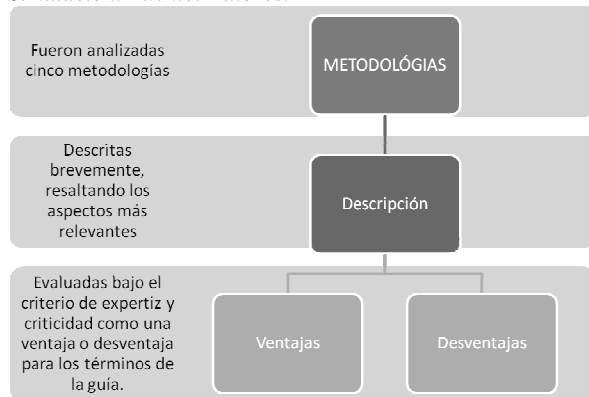 Fueron analizadas
cinco metodologías
METODOLÓGIAS
Descritas
brevemente,
resaltando los
aspectos más
relevantes
Descripción
Evaluadas bajo el
criterio de expertiz y
criticidad como una
ventaja o desventaja
para los términos de
la guía.
Ventajas
Desventajas